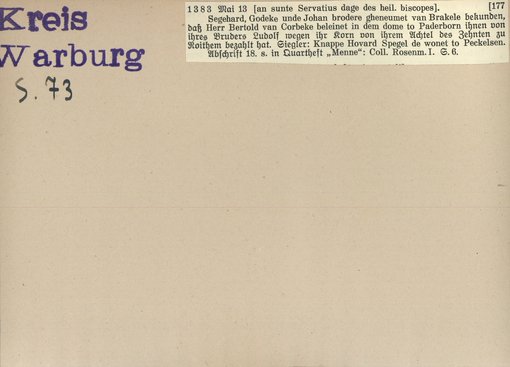 Kreis
Warburg
S. 73
1383 Mai 13 [an sunte Servatius dage des heil. biscopes]. [177
Segehard, Godeke unde Johan brodere gheneumet van Brakele bekunden,
daß Herr Bertold van Corbeke beleinet in dem dome to Paderborn ihnen von
ihres Bruders Ludolf wegen ihr Korn von ihrem Achtel des Zehnten zu
Roithem bezahlt hat. Siegler: Knappe Hovard Spegel de wonet to Peckelsen.
Abschrift 18. s. in Quartheft „Menne“: Coll. Rosenm. I. S. 6.